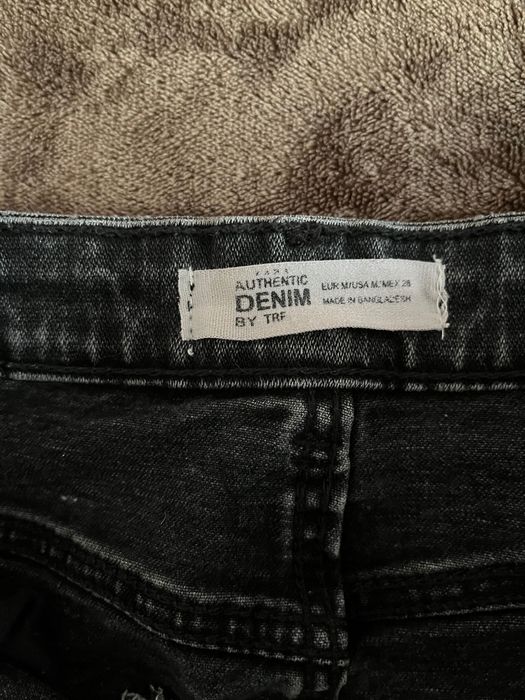 ZARA
AUTHENTIC
DENIM
BY TRF
EUR M/USA M/MEX 28
MADE IN BANGLADESH